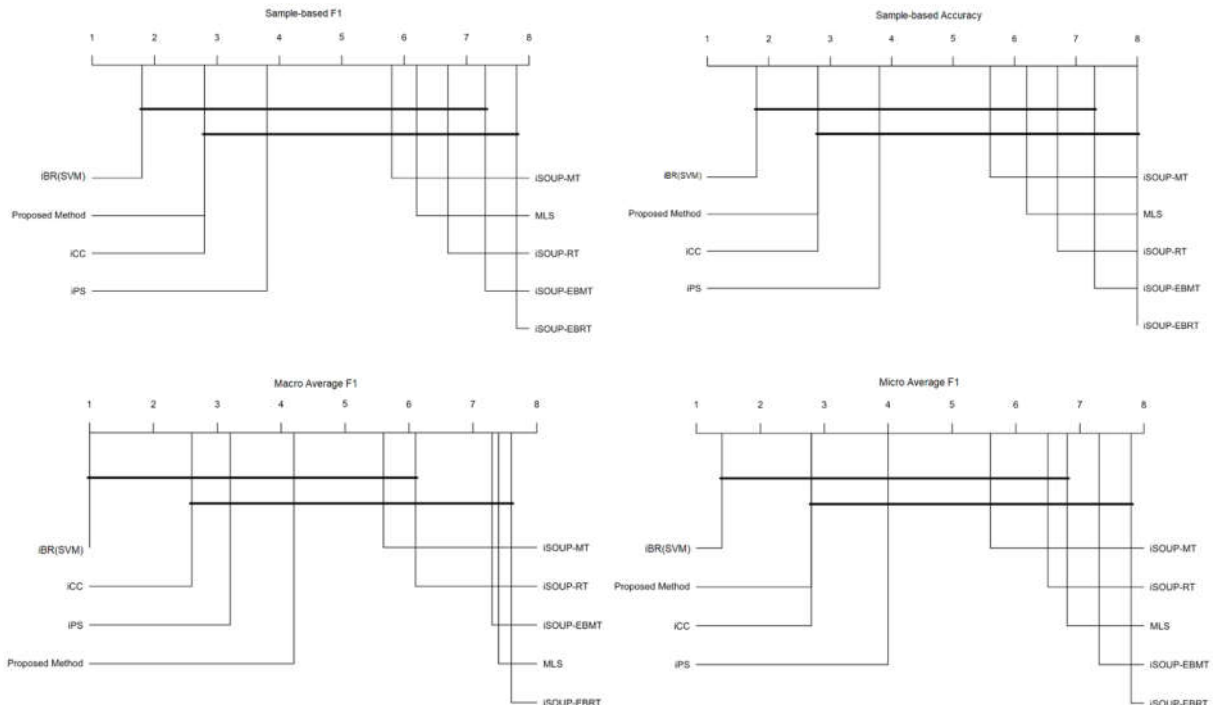 Sample-based F1
1 2 3 4 5 6 7 8
iBR(SVM)
Proposed Method
iCC
iPS
iSOUP-MT
MLS
iSOUP-RT
iSOUP-EBMT
iSOUP-EBRT
Sample-based Accuracy
1 2 3 4 5 6 7 8
iBR(SVM)
Proposed Method
iCC
iPS
iSOUP-MT
MLS
iSOUP-RT
iSOUP-EBMT
iSOUP-EBRT
Macro Average F1
1 2 3 4 5 6 7 8
iBR(SVM)
iCC
iPS
Proposed Method
iSOUP-MT
iSOUP-RT
iSOUP-EBMT
MLS
iSOUP-EBRT
Micro Average F1
1 2 3 4 5 6 7 8
iBR(SVM)
Proposed Method
iCC
iPS
iSOUP-MT
iSOUP-RT
MLS
iSOUP-EBMT
iSOUP-EBRT